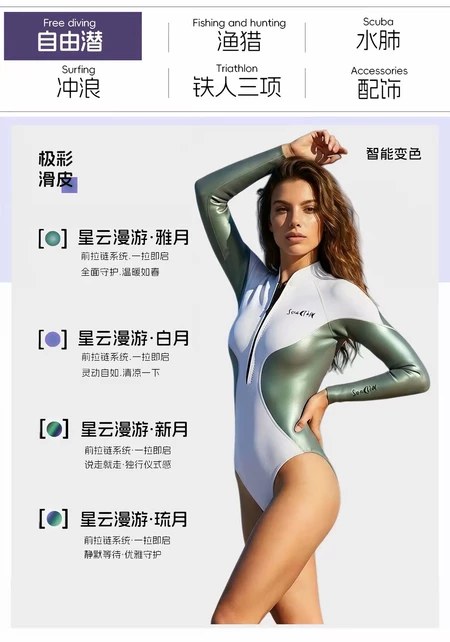 Free diving
自由潜
Fishing and hunting
渔猎
Scuba
水肺
Surfing
冲浪
Triathlon
铁人三项
Accessories
配饰
极彩
滑皮
智能变色
星云漫游·雅月
前拉链系统.一拉即启
全面守护.温暖如春
星云漫游·白月
前拉链系统.一拉即启
灵动自如.清凉一下
星云漫游·新月
前拉链系统·一拉即启
说走就走·独行仪式感
星云漫游·琉月
前拉链系统·一拉即启
静默等待·优雅守护